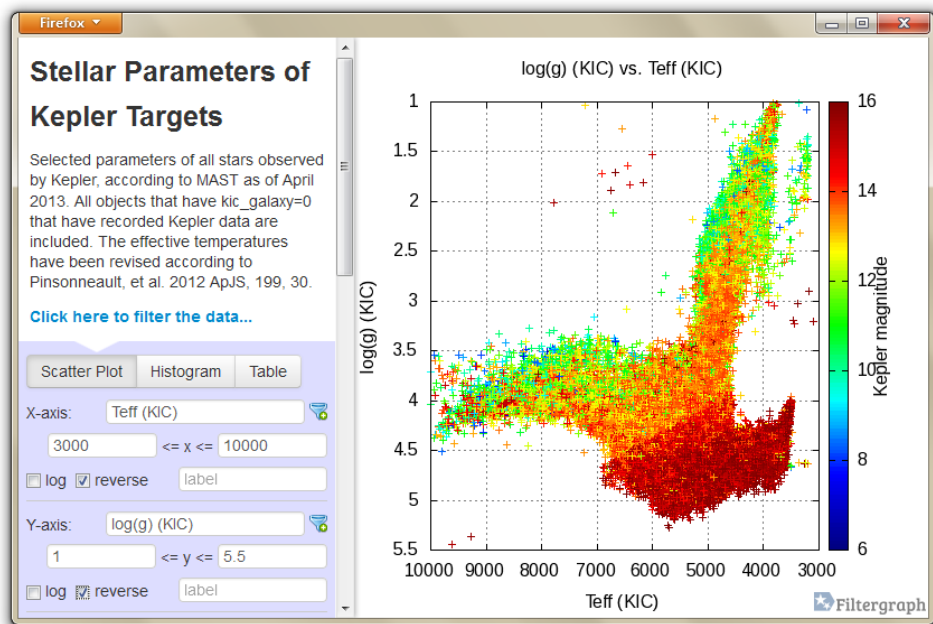 Firefox
Stellar Parameters of
Kepler Targets
Selected parameters of all stars observed
by Kepler, according to MAST as of April
2013. All objects that have kic_galaxy=0
that have recorded Kepler data are
included. The effective temperatures
have been revised according to
Pinsonneault, et al. 2012 ApJS, 199, 30.
Click here to filter the data...
Scatter Plot Histogram Table
X-axis: Teff (KIC)
3000 <= x <= 10000
log reverse label
Y-axis: log(g) (KIC)
1 <= y <= 5.5
log reverse label
log(g) (KIC) vs. Teff (KIC)
log(g) (KIC)
1
1.5
2
2.5
3
3.5
4
4.5
5
5.5
10000 9000 8000 7000 6000 5000 4000 3000
Teff (KIC)
16
14
12
10
8
6
Kepler magnitude
Filtergraph